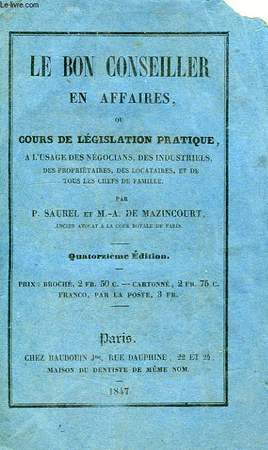 Le-livre.com
LE BON CONSEILLER
EN AFFAIRES,
OU
COURS DE LÉGISLATION PRATIQUE,
A L'USAGE DES NÉGOCIANS, DES INDUSTRIELS,
DES PROPRIÉTAIRES, DES LOCATAIRES, ET DE
TOUS LES CHEFS DE FAMILLE.
PAR
P. SAUREL ET M.-A. DE MAZINCOURT,
ANCIEN AVOCAT A LA COUR ROYALE DE PARIS.
Quatorzième Édition.
PRIX: BROCHÉ, 2 FR. 50 C. — CARTONNÉ, 2 FR. 75 C.
FRANCO, PAR LA POSTE, 3 FR.
Paris.
CHEZ BAUDOUIN Jne, RUE DAUPHINE, 22 ET 24,
MAISON DU DENTISTE DE MÊME NOM.
1847